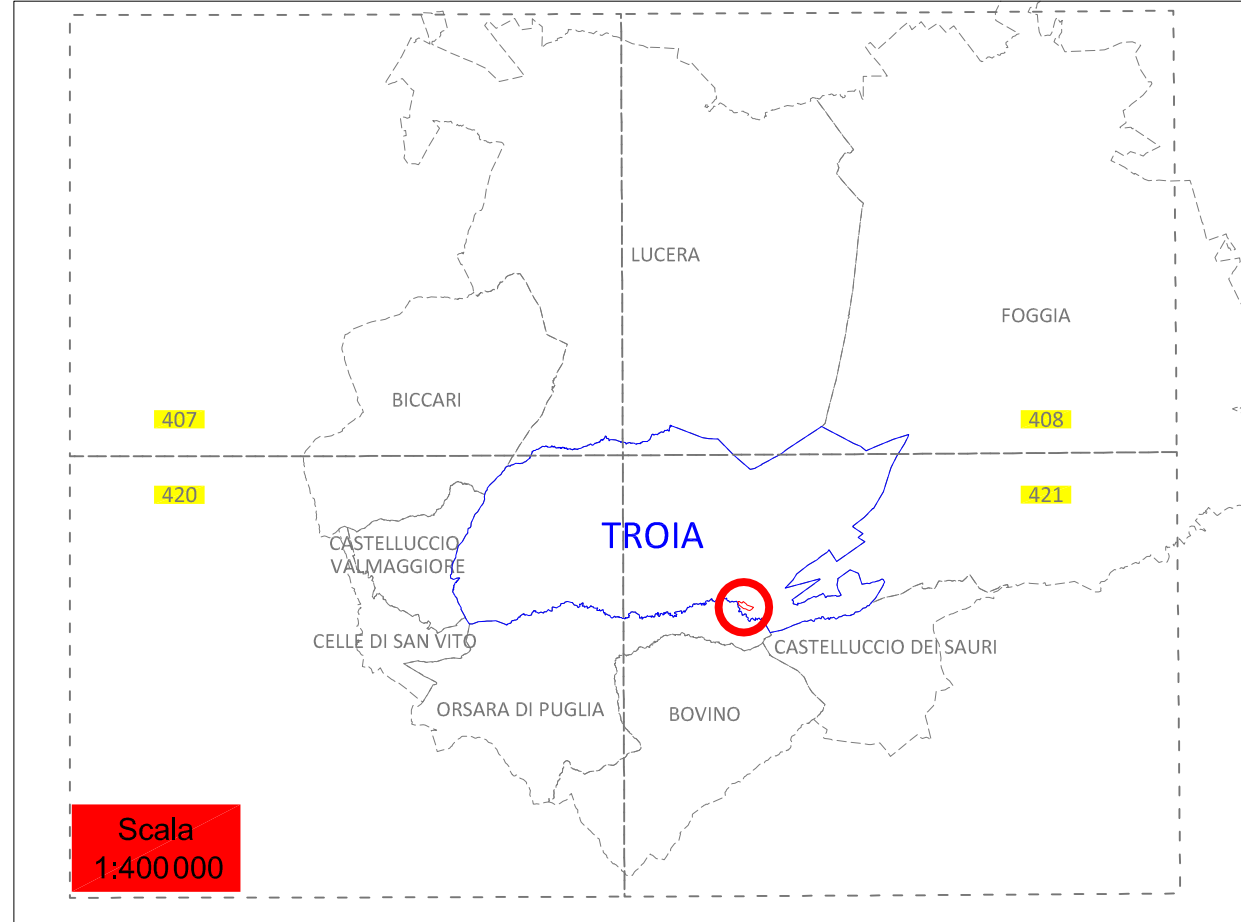 LUCERA
FOGGIA
BICCARI
407
408
420
421
TROIA
CASTELLUCCIO
VALMAGGIORE
CELLE DI SAN VITO
CASTELLUCCIO DEI SAURI
ORSARA DI PUGLIA
BOVINO
Scala
1:400000